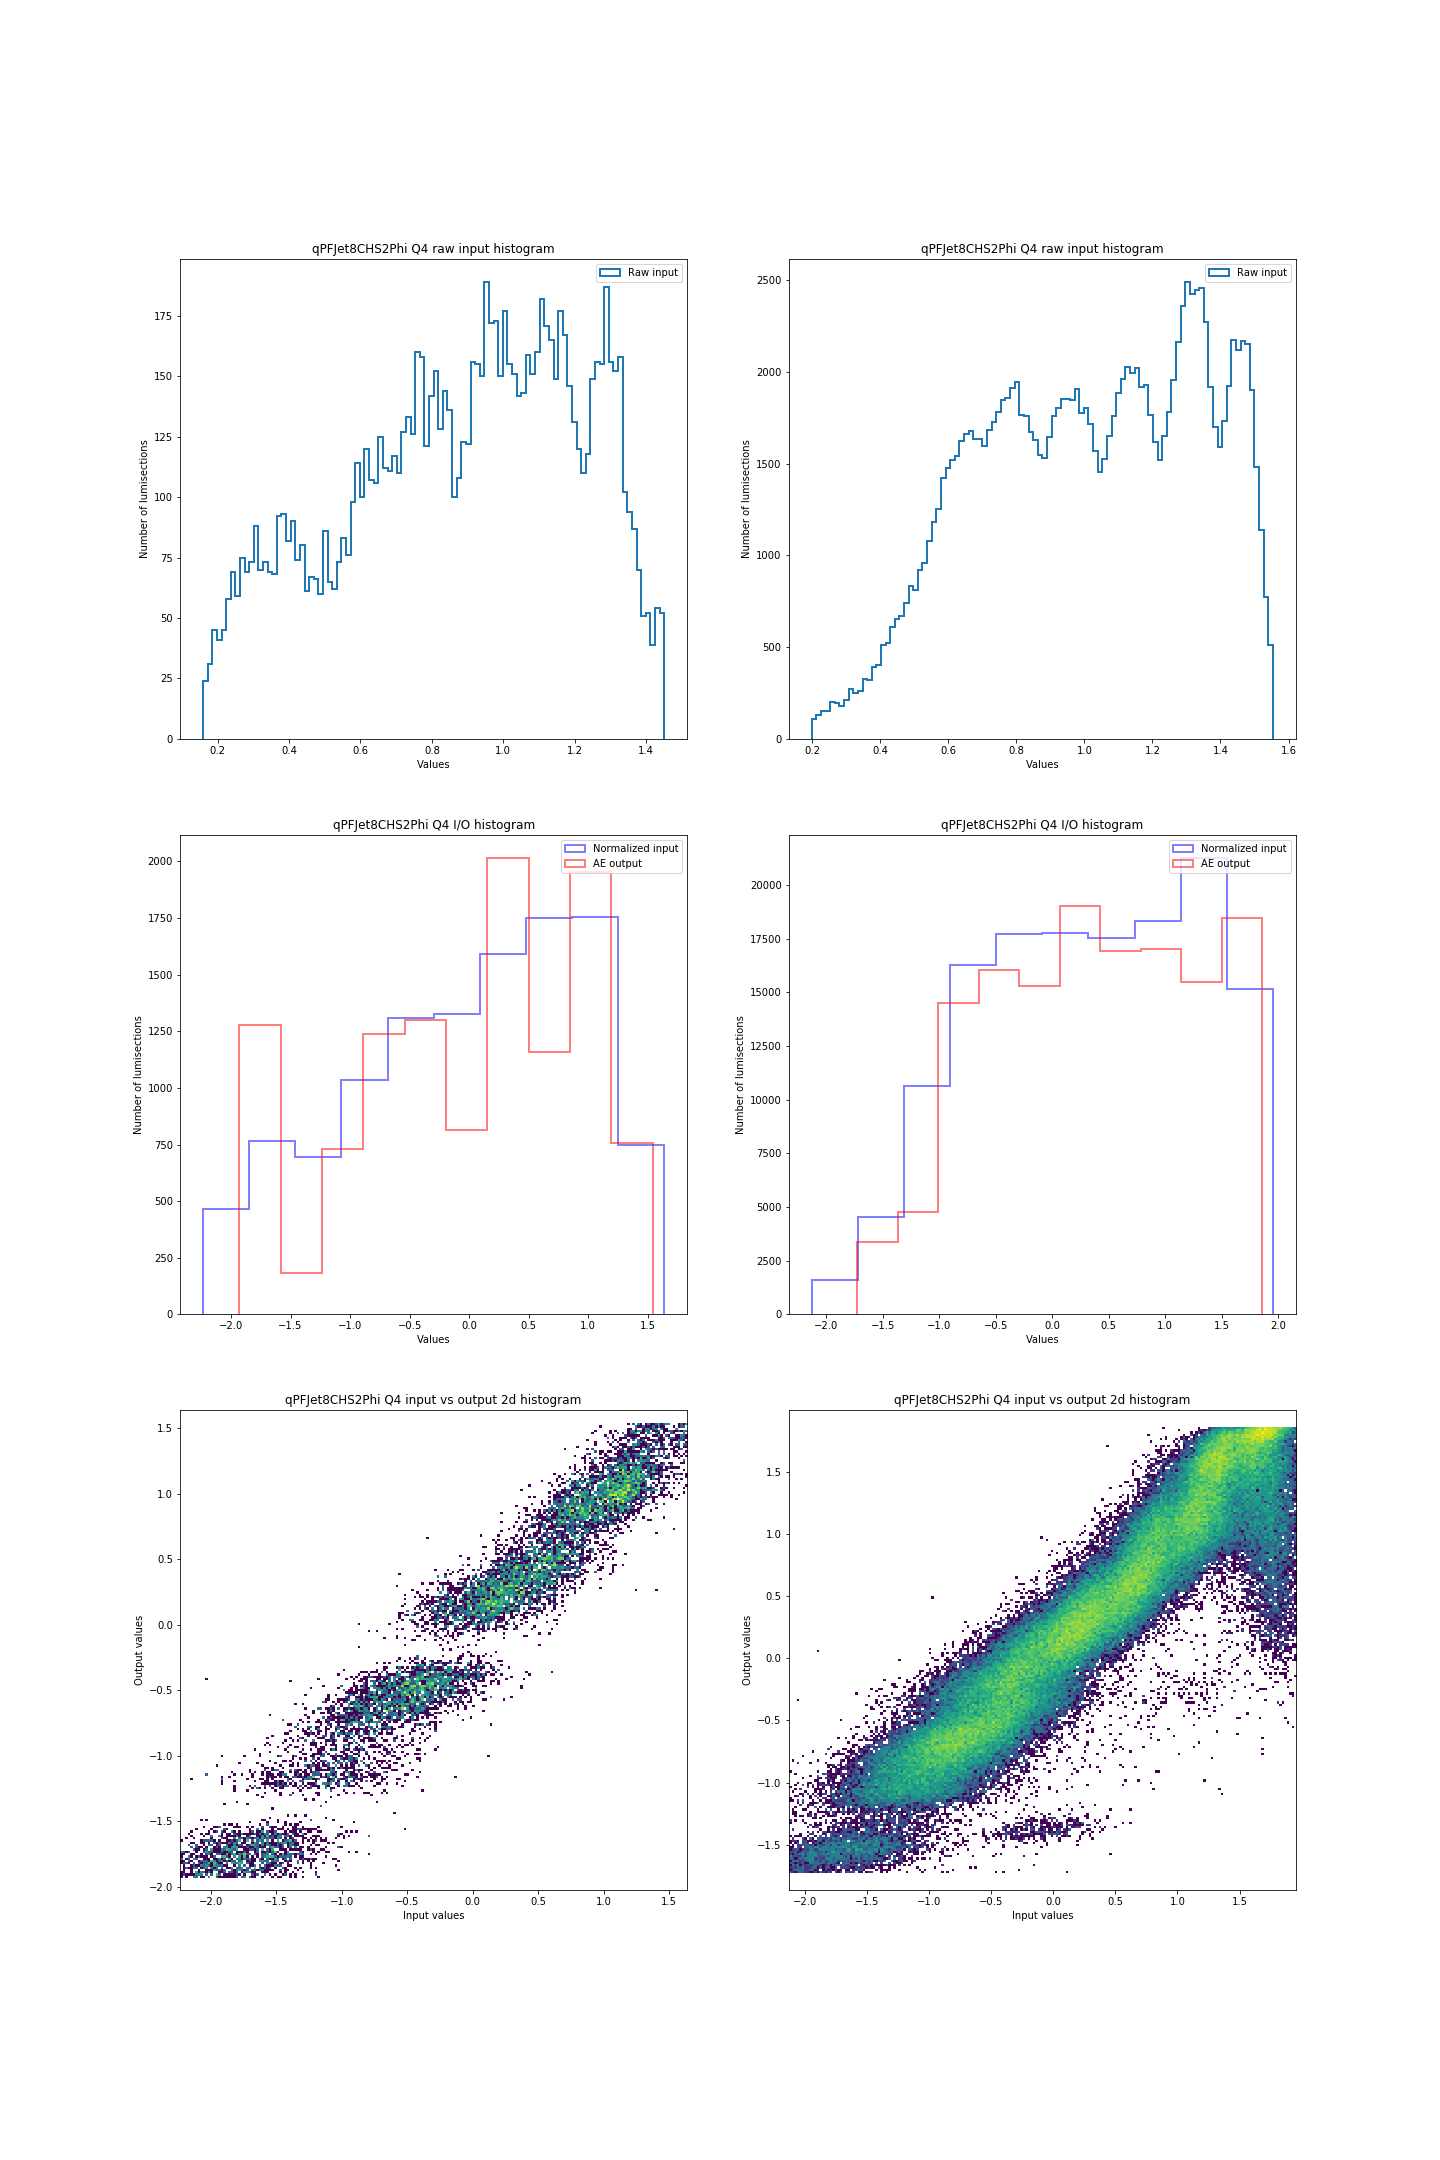 qPFJet8CHS2Phi Q4 raw input histogram
Raw input
Number of lumisections
175
150
125
100
75
50
25
0
0.2 0.4 0.6 0.8 1.0 1.2 1.4
Values
qPFJet8CHS2Phi Q4 raw input histogram
Raw input
Number of lumisections
2500
2000
1500
1000
500
0
0.2 0.4 0.6 0.8 1.0 1.2 1.4 1.6
Values
qPFJet8CHS2Phi Q4 I/O histogram
Normalized input
AE output
Number of lumisections
2000
1750
1500
1250
1000
750
500
250
0
−2.0 −1.5 −1.0 −0.5 0.0 0.5 1.0 1.5
Values
qPFJet8CHS2Phi Q4 I/O histogram
Normalized input
AE output
Number of lumisections
20000
17500
15000
12500
10000
7500
5000
2500
0
−2.0 −1.5 −1.0 −0.5 0.0 0.5 1.0 1.5 2.0
Values
qPFJet8CHS2Phi Q4 input vs output 2d histogram
Output values
1.5
1.0
0.5
0.0
−0.5
−1.0
−1.5
−2.0
−2.0 −1.5 −1.0 −0.5 0.0 0.5 1.0 1.5
Input values
qPFJet8CHS2Phi Q4 input vs output 2d histogram
Output values
1.5
1.0
0.5
0.0
−0.5
−1.0
−1.5
−2.0 −1.5 −1.0 −0.5 0.0 0.5 1.0 1.5
Input values